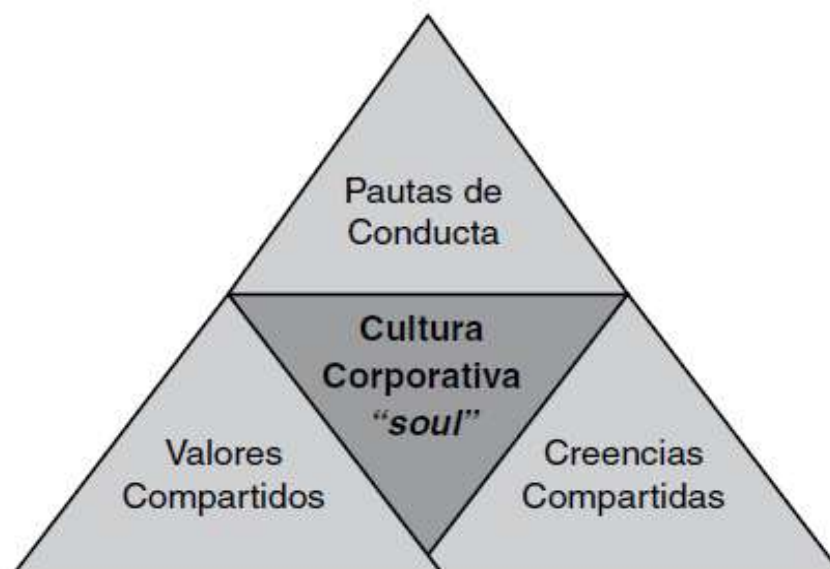 Pautas de
Conducta
Cultura
Corporativa
“soul”
Valores
Compartidos
Creencias
Compartidas